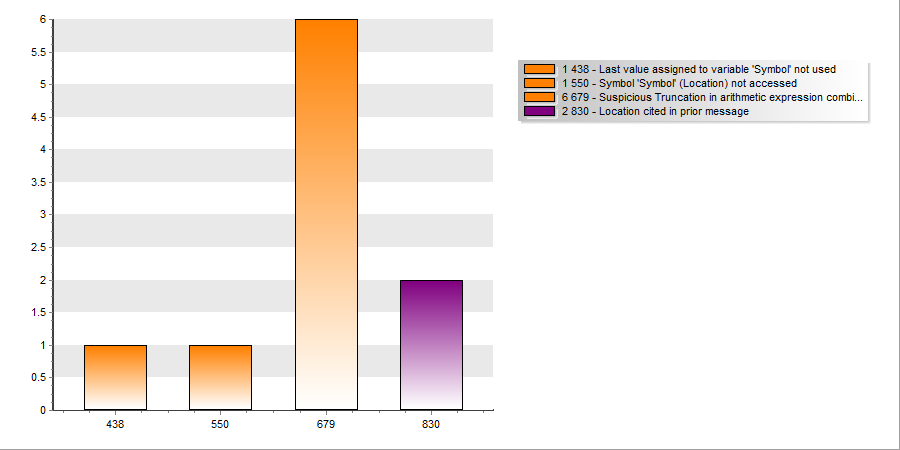 6
5.5
5
4.5
4
3.5
3
2.5
2
1.5
1
0.5
0
438 550 679 830
1 438 - Last value assigned to variable 'Symbol' not used
1 550 - Symbol 'Symbol' (Location) not accessed
6 679 - Suspicious Truncation in arithmetic expression combi...
2 830 - Location cited in prior message